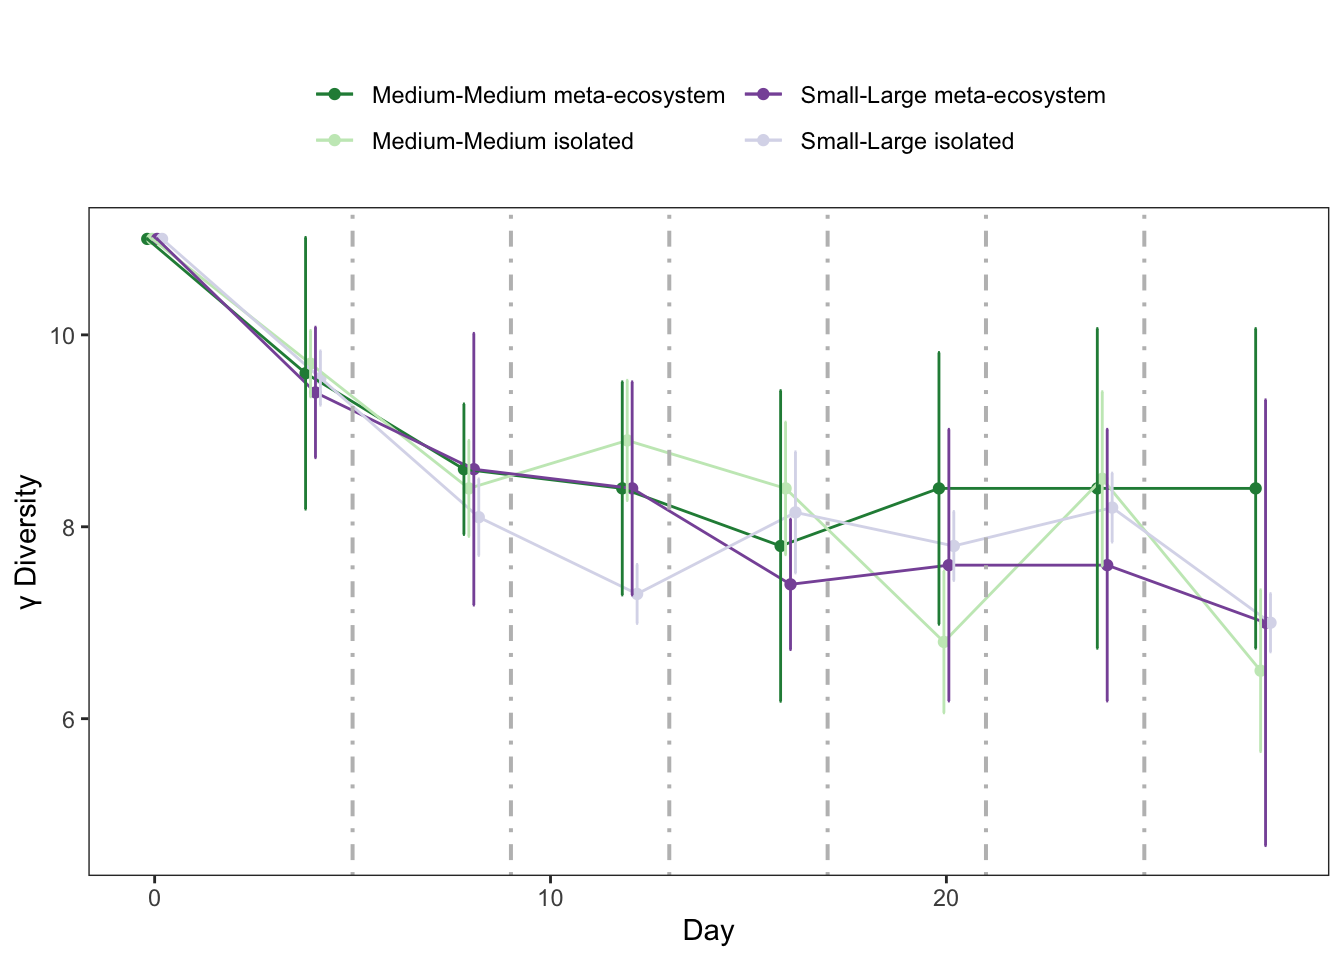 Medium-Medium meta-ecosystem Small-Large meta-ecosystem
Medium-Medium isolated Small-Large isolated
10
8
6
γ Diversity
0 10 20
Day